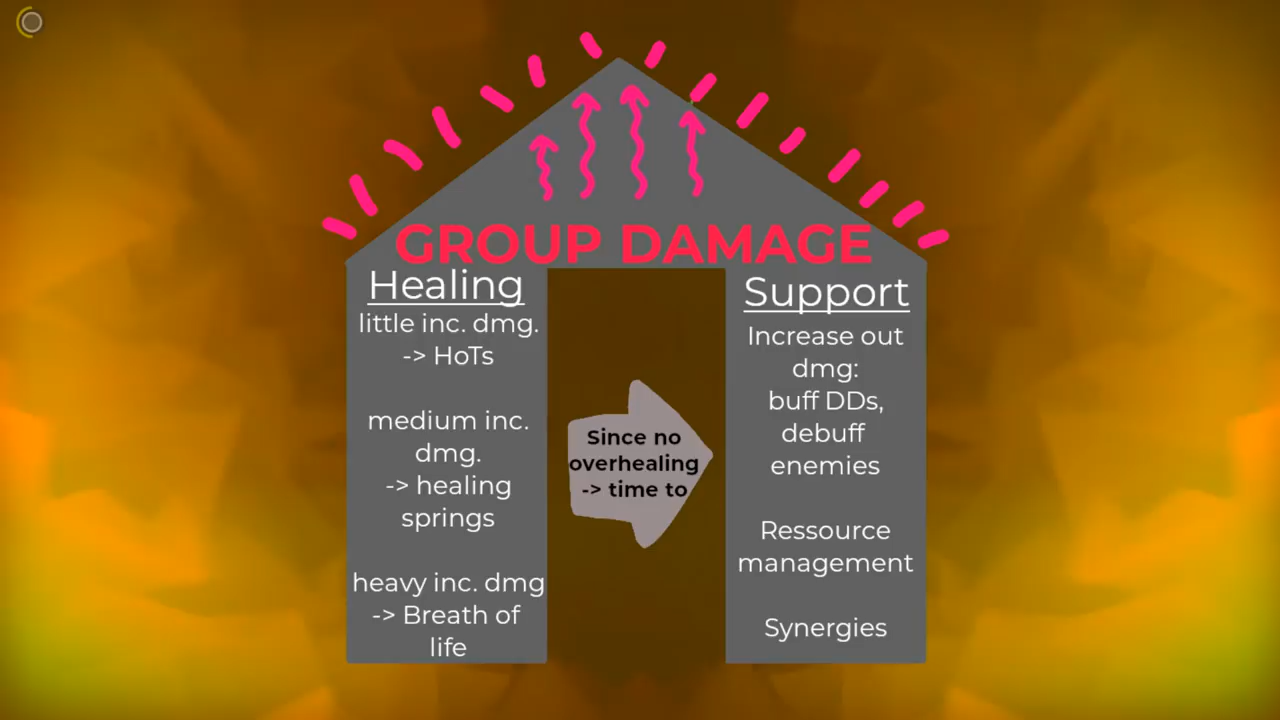 GROUP DAMAGE
Healing
little inc. dmg.
-> HoTs
medium inc.
dmg.
-> healing
springs
heavy inc. dmg
-> Breath of
life
Since no
overhealing
-> time to
Support
Increase out
dmg:
buff DDs,
debuff
enemies
Ressource
management
Synergies